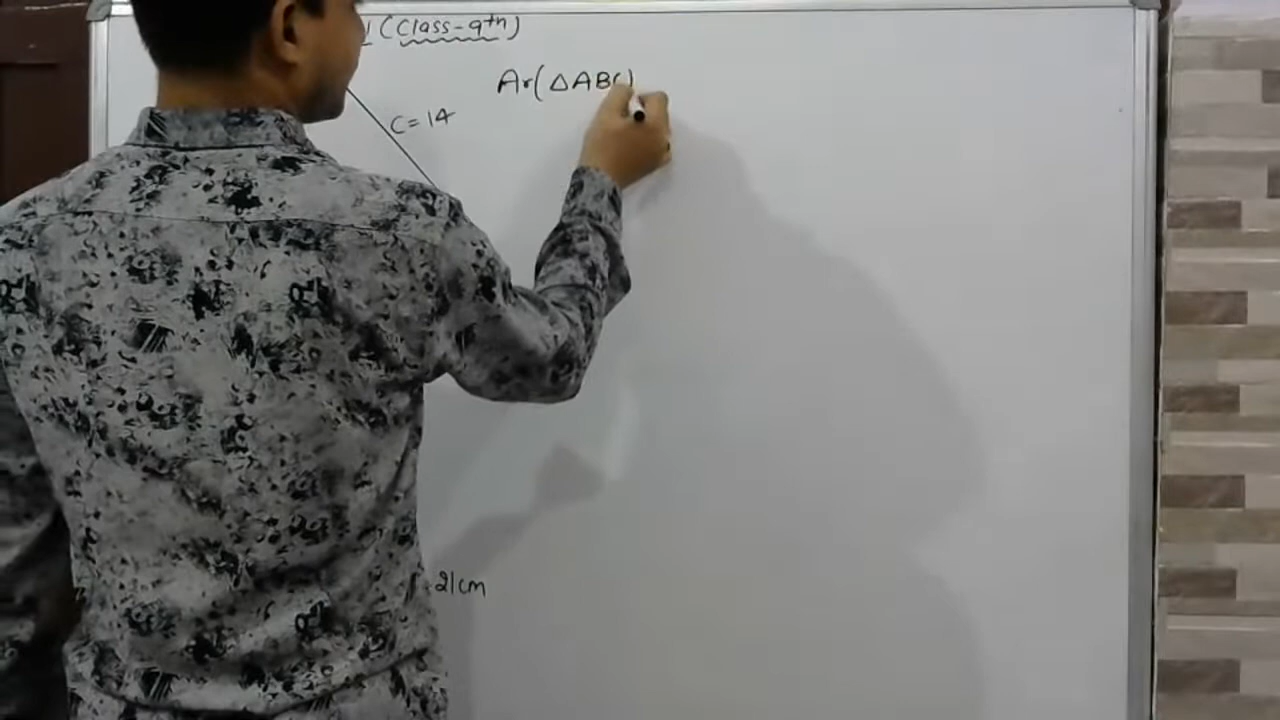 (Class-9th)
Ar(△ABC)
C=14
21cm